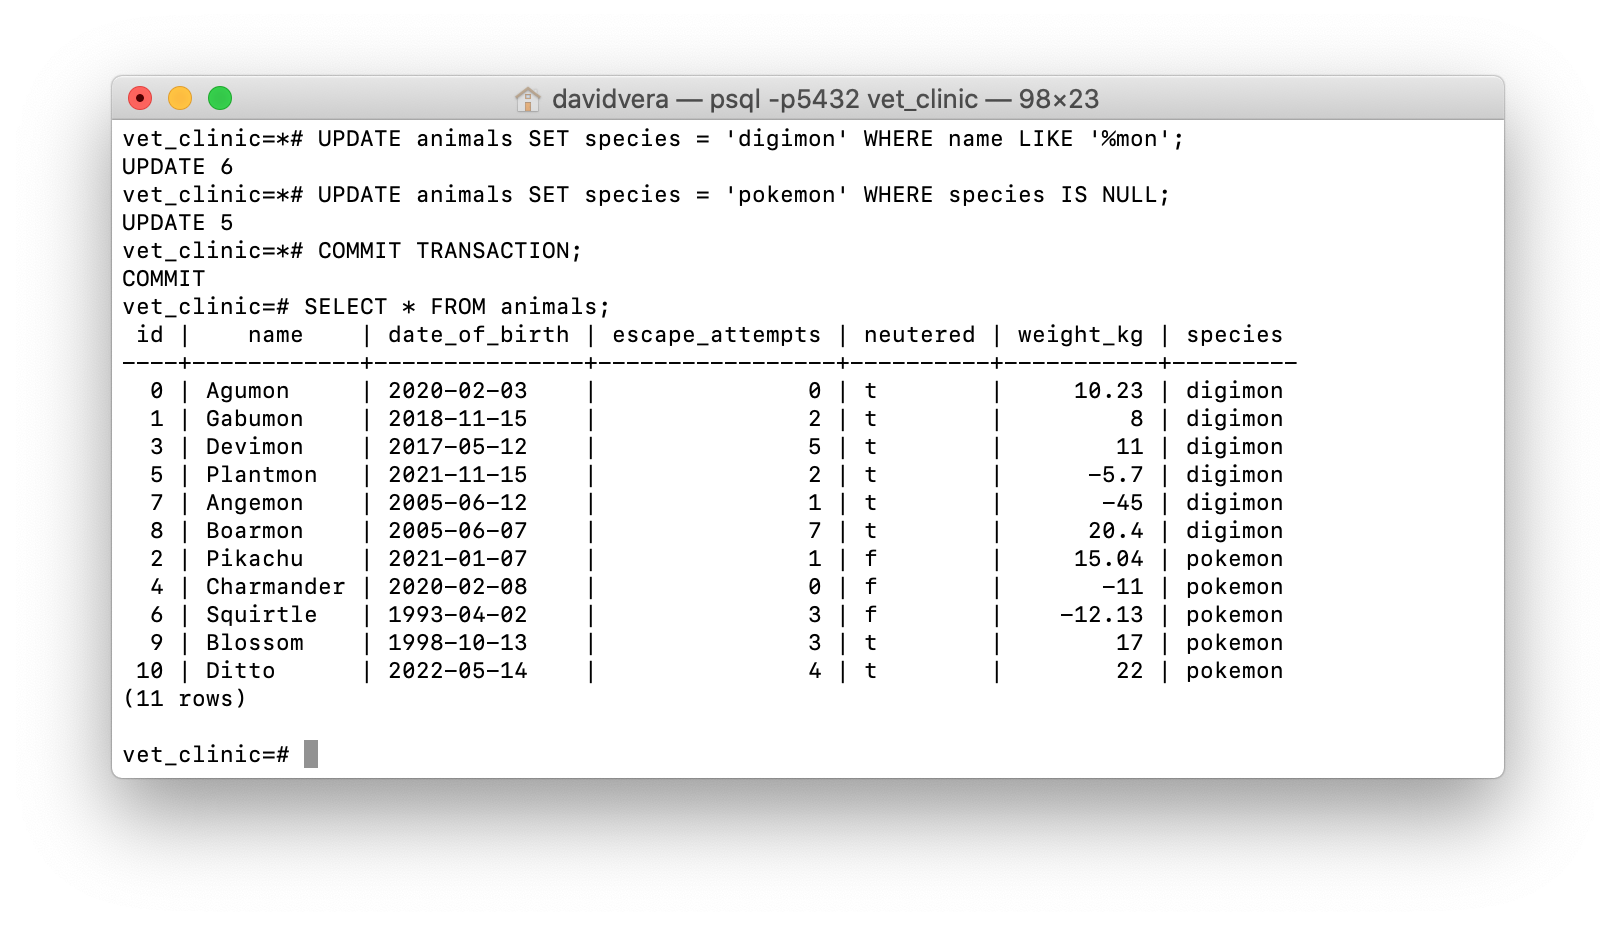 davidvera — psql -p5432 vet_clinic — 98×23
vet_clinic=*# UPDATE animals SET species = 'digimon' WHERE name LIKE '%mon';
UPDATE 6
vet_clinic=*# UPDATE animals SET species = 'pokemon' WHERE species IS NULL;
UPDATE 5
vet_clinic=*# COMMIT TRANSACTION;
COMMIT
vet_clinic=# SELECT * FROM animals;
 id |    name    | date_of_birth | escape_attempts | neutered | weight_kg | species
----+------------+---------------+-----------------+----------+-----------+---------
  0 | Agumon     | 2020-02-03    |               0 | t        |     10.23 | digimon
  1 | Gabumon    | 2018-11-15    |               2 | t        |         8 | digimon
  3 | Devimon    | 2017-05-12    |               5 | t        |        11 | digimon
  5 | Plantmon   | 2021-11-15    |               2 | t        |      -5.7 | digimon
  7 | Angemon    | 2005-06-12    |               1 | t        |       -45 | digimon
  8 | Boarmon    | 2005-06-07    |               7 | t        |      20.4 | digimon
  2 | Pikachu    | 2021-01-07    |               1 | f        |     15.04 | pokemon
  4 | Charmander | 2020-02-08    |               0 | f        |       -11 | pokemon
  6 | Squirtle   | 1993-04-02    |               3 | f        |    -12.13 | pokemon
  9 | Blossom    | 1998-10-13    |               3 | t        |        17 | pokemon
 10 | Ditto      | 2022-05-14    |               4 | t        |        22 | pokemon
(11 rows)
vet_clinic=#